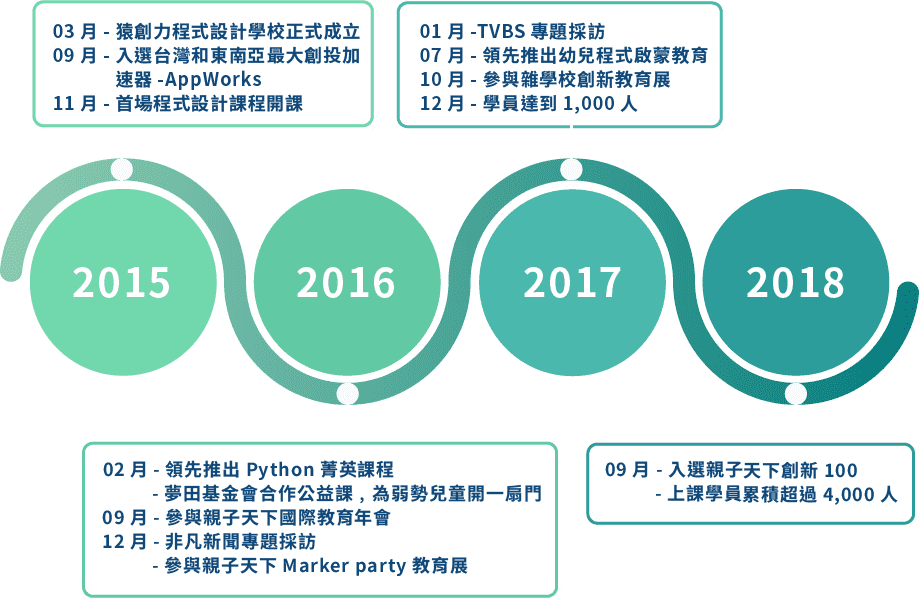 03 月 - 猿創力程式設計學校正式成立
09 月 - 入選台灣和東南亞最大創投加
速器 -AppWorks
11 月 - 首場程式設計課程開課
01 月 -TVBS 專題採訪
07 月 - 領先推出幼兒程式啟蒙教育
10 月 - 參與雜學校創新教育展
12 月 - 學員達到 1,000 人
2015
2016
2017
2018
02 月 - 領先推出 Python 菁英課程
- 夢田基金會合作公益課 , 為弱勢兒童開一扇門
09 月 - 參與親子天下國際教育年會
12 月 - 非凡新聞專題採訪
- 參與親子天下 Marker party 教育展
09 月 - 入選親子天下創新 100
- 上課學員累積超過 4,000 人